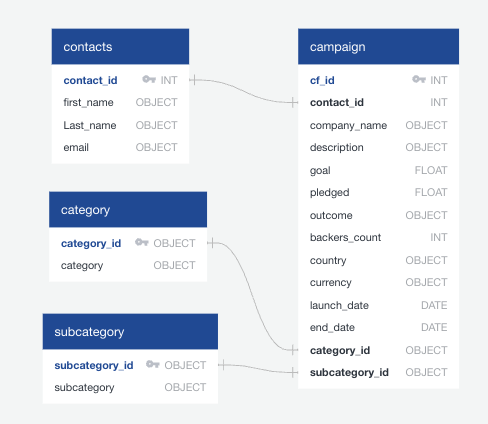 contacts
contact_id INT
first_name OBJECT
Last_name OBJECT
email OBJECT
category
category_id OBJECT
category OBJECT
subcategory
subcategory_id OBJECT
subcategory OBJECT
campaign
cf_id INT
contact_id INT
company_name OBJECT
description OBJECT
goal FLOAT
pledged FLOAT
outcome OBJECT
backers_count INT
country OBJECT
currency OBJECT
launch_date DATE
end_date DATE
category_id OBJECT
subcategory_id OBJECT